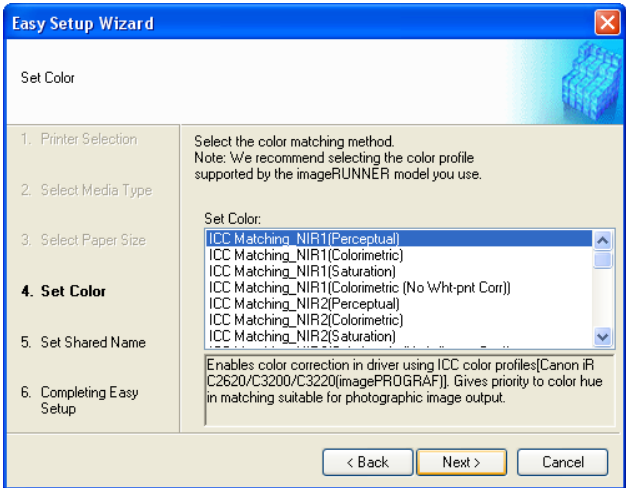 Easy Setup Wizard
Set Color
1. Printer Selection
2. Select Media Type
3. Select Paper Size
4. Set Color
5. Set Shared Name
6. Completing Easy
Setup
Select the color matching method.
Note: We recommend selecting the color profile
supported by the imageRUNNER model you use.
Set Color:
ICC Matching_NIR1(Perceptual)
ICC Matching_NIR1(Colorimetric)
ICC Matching_NIR1(Saturation)
ICC Matching_NIR1(Colorimetric (No Wht-pnt Corr))
ICC Matching_NIR2(Perceptual)
ICC Matching_NIR2(Colorimetric)
ICC Matching_NIR2(Saturation)
Enables color correction in driver using ICC color profiles[Canon iR
C2620/C3200/C3220(imagePROGRAF)]. Gives priority to color hue
in matching suitable for photographic image output.
< Back
Next >
Cancel